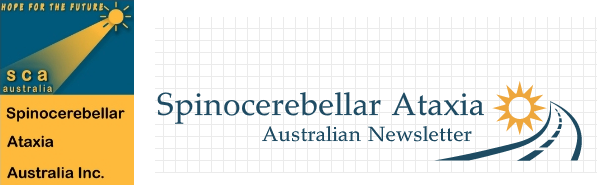 HOPE FOR THE FUTURE
sca
australia
Spinocerebellar
Ataxia
Australia Inc.
Spinocerebellar Ataxia
Australian Newsletter